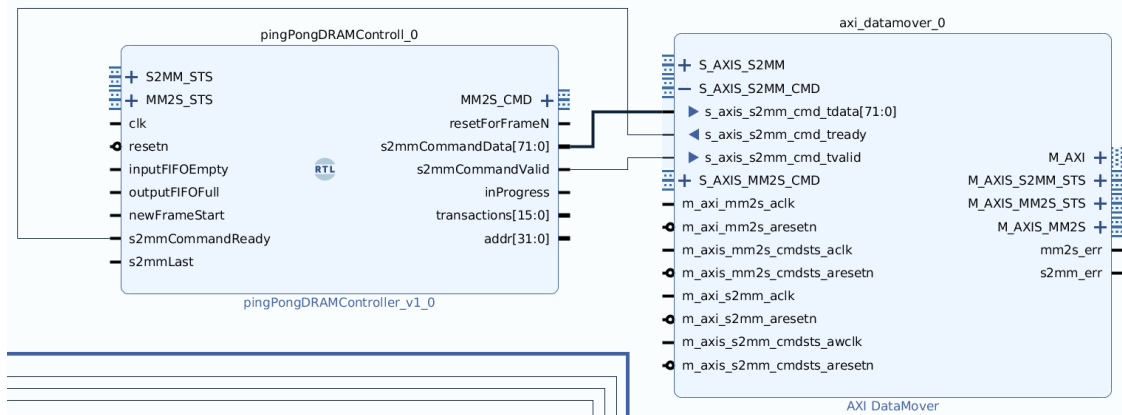 pingPongDRAMControll_0
S2MM_STS
MM2S_STS
clk
resetn
inputFIFOEmpty
outputFIFOFull
newFrameStart
s2mmCommandReady
s2mmLast
RTL
MM2S_CMD
resetForFrameN
s2mmCommandData[71:0]
s2mmCommandValid
inProgress
transactions[15:0]
addr[31:0]
pingPongDRAMController_v1_0
axi_datamover_0
S_AXIS_S2MM
S_AXIS_S2MM_CMD
s_axis_s2mm_cmd_tdata[71:0]
s_axis_s2mm_cmd_tready
s_axis_s2mm_cmd_tvalid
S_AXIS_MM2S_CMD
m_axi_mm2s_aclk
m_axi_mm2s_aresetn
m_axis_mm2s_cmdsts_aclk
m_axis_mm2s_cmdsts_aresetn
m_axi_s2mm_aclk
m_axi_s2mm_aresetn
m_axis_s2mm_cmdsts_awclk
m_axis_s2mm_cmdsts_aresetn
M_AXI
M_AXIS_S2MM_STS
M_AXIS_MM2S_STS
M_AXIS_MM2S
mm2s_err
s2mm_err
AXI DataMover